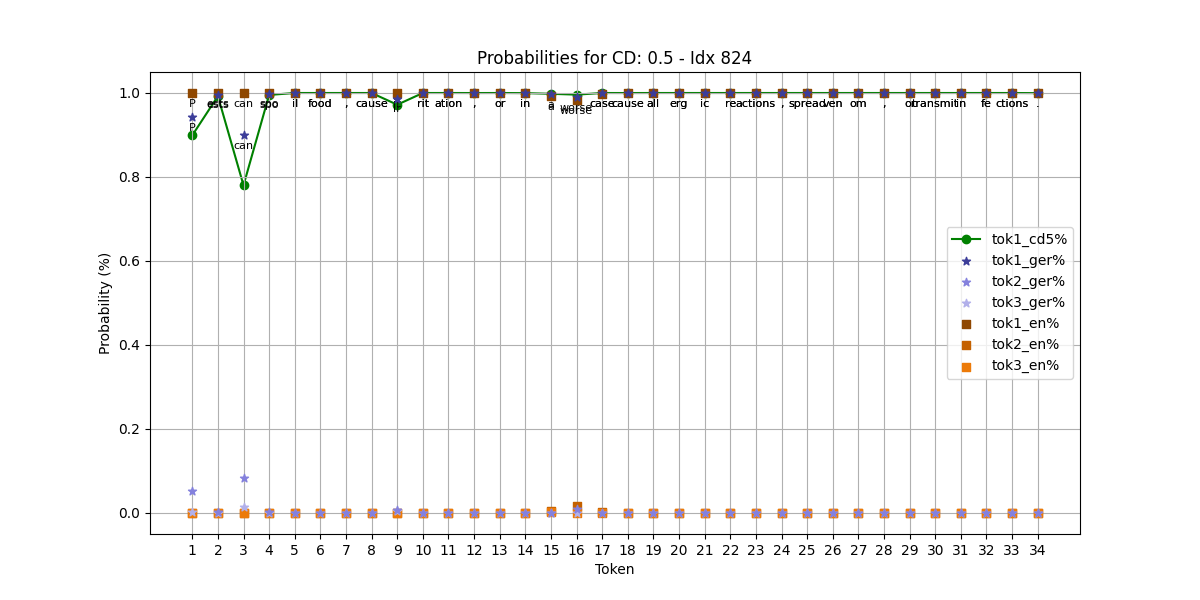 Probabilities for CD: 0.5 - Idx 824
1.0
0.8
0.6
0.4
0.2
0.0
Probability (%)
P ests can spo il food , cause ir rit ation , or in a worse case cause all erg ic reactions , spread ven om , or transmit in fe ctions .
P can a worse
tok1_cd5%
tok1_ger%
tok2_ger%
tok3_ger%
tok1_en%
tok2_en%
tok3_en%
1 2 3 4 5 6 7 8 9 10 11 12 13 14 15 16 17 18 19 20 21 22 23 24 25 26 27 28 29 30 31 32 33 34
Token